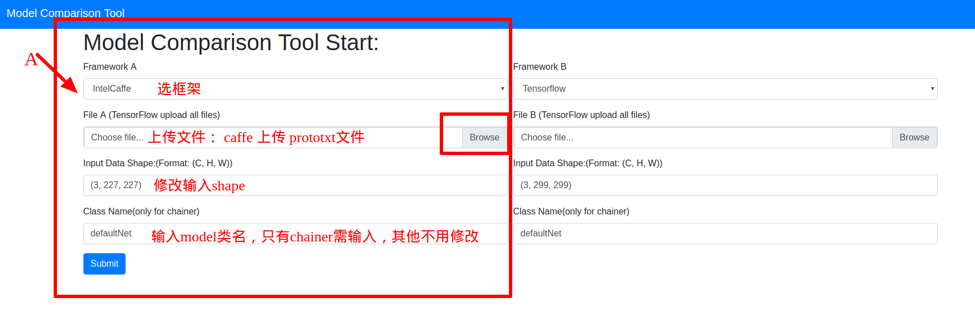 Model Comparison Tool
Model Comparison Tool Start:
A
Framework A
IntelCaffe 选框架
File A (TensorFlow upload all files)
Choose file... 上传文件： caffe 上传 prototxt文件 Browse
Input Data Shape:(Format: (C, H, W))
(3, 227, 227) 修改输入shape
Class Name(only for chainer)
defaultNet 输入model类名，只有chainer需输入，其他不用修改
Submit
Framework B
Tensorflow
File B (TensorFlow upload all files)
Choose file... Browse
Input Data Shape:(Format: (C, H, W))
(3, 299, 299)
Class Name(only for chainer)
defaultNet